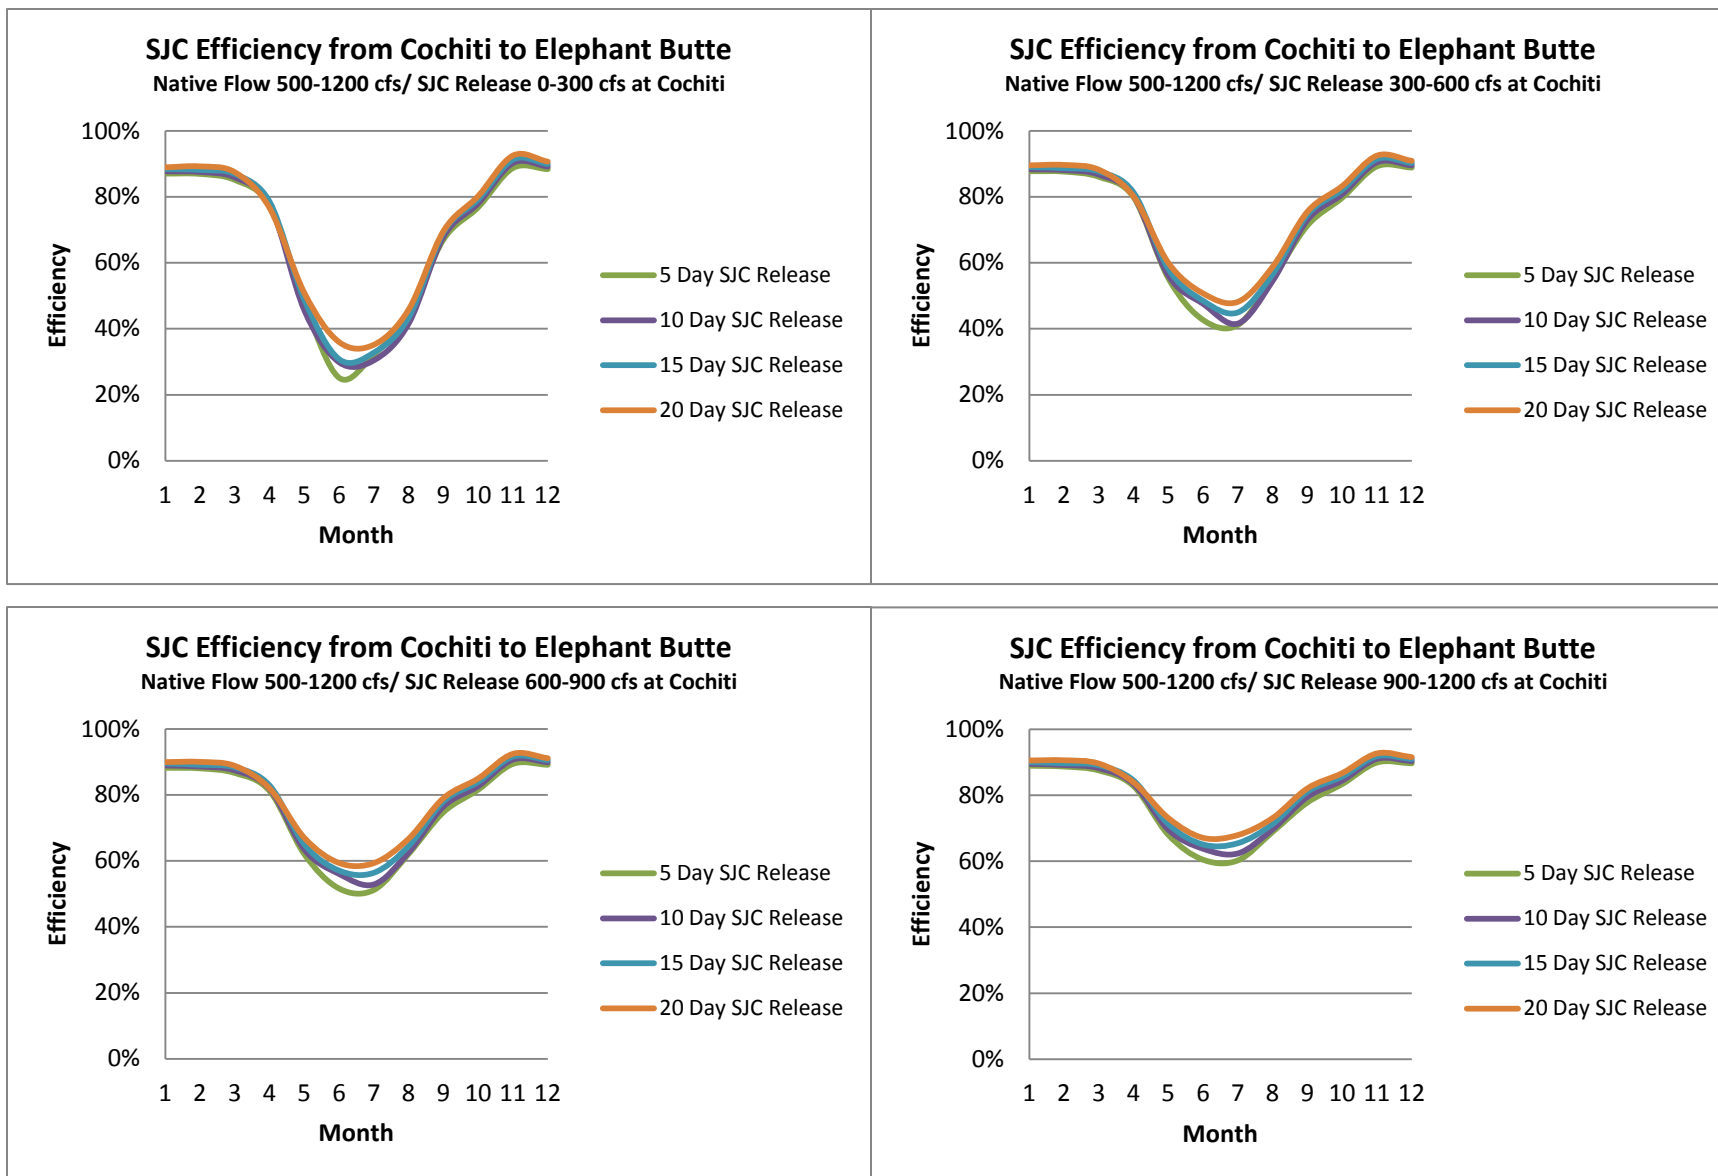 SJC Efficiency from Cochiti to Elephant Butte
Native Flow 500-1200 cfs/ SJC Release 0-300 cfs at Cochiti
100%
80%
60%
40%
20%
0%
Efficiency
1 2 3 4 5 6 7 8 9 10 11 12
Month
5 Day SJC Release
10 Day SJC Release
15 Day SJC Release
20 Day SJC Release
SJC Efficiency from Cochiti to Elephant Butte
Native Flow 500-1200 cfs/ SJC Release 300-600 cfs at Cochiti
100%
80%
60%
40%
20%
0%
Efficiency
1 2 3 4 5 6 7 8 9 10 11 12
Month
5 Day SJC Release
10 Day SJC Release
15 Day SJC Release
20 Day SJC Release
SJC Efficiency from Cochiti to Elephant Butte
Native Flow 500-1200 cfs/ SJC Release 600-900 cfs at Cochiti
100%
80%
60%
40%
20%
0%
Efficiency
1 2 3 4 5 6 7 8 9 10 11 12
Month
5 Day SJC Release
10 Day SJC Release
15 Day SJC Release
20 Day SJC Release
SJC Efficiency from Cochiti to Elephant Butte
Native Flow 500-1200 cfs/ SJC Release 900-1200 cfs at Cochiti
100%
80%
60%
40%
20%
0%
Efficiency
1 2 3 4 5 6 7 8 9 10 11 12
Month
5 Day SJC Release
10 Day SJC Release
15 Day SJC Release
20 Day SJC Release